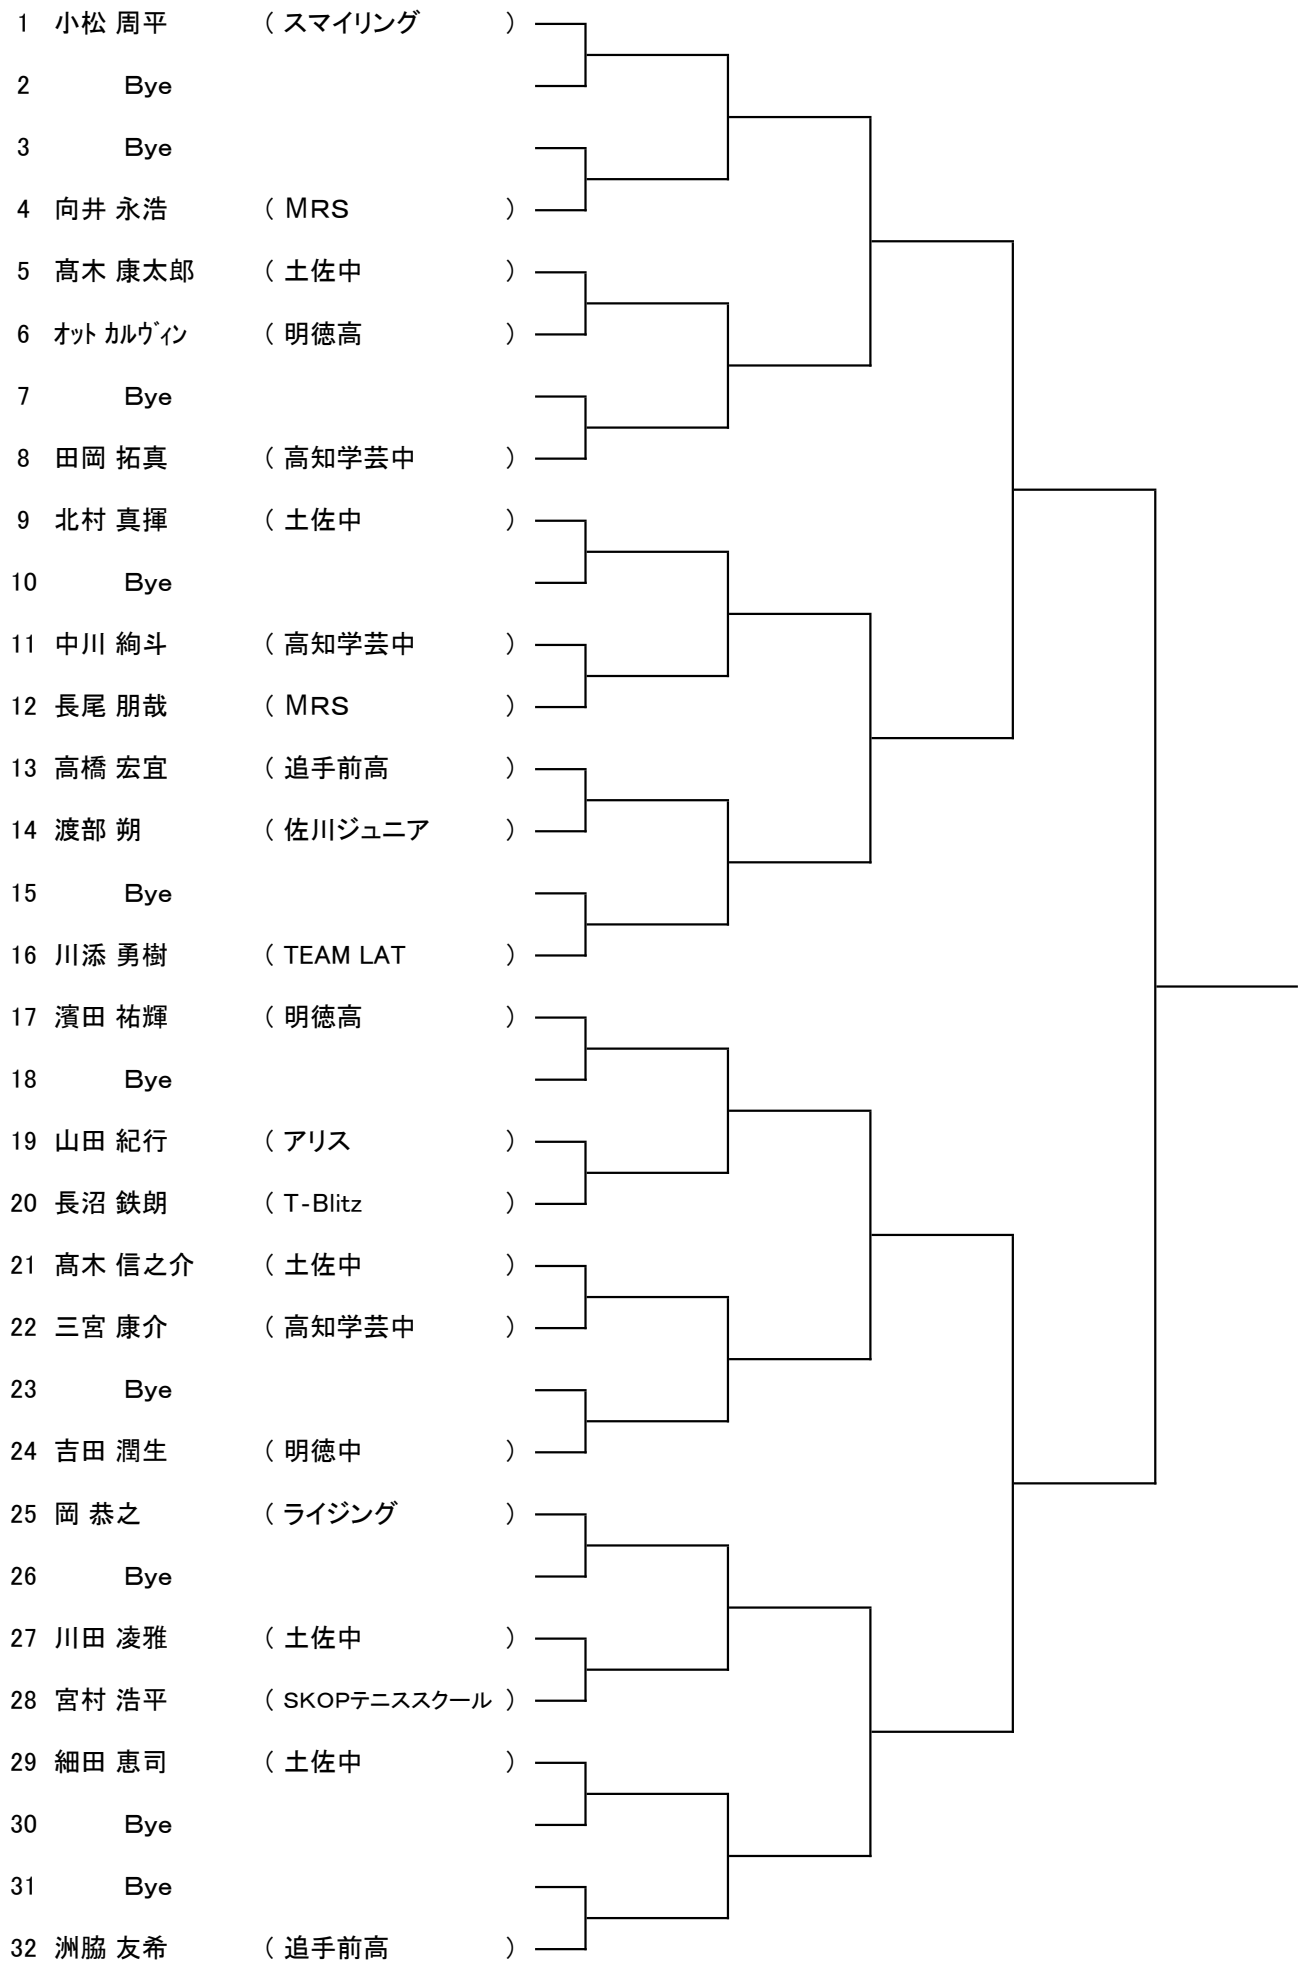 1 小松 周平 ( スマイリング )
2 Bye
3 Bye
4 向井 永浩 ( MRS )
5 髙木 康太郎 ( 土佐中 )
6 ｵｯﾄ ｶﾙｳﾞｨﾝ ( 明徳高 )
7 Bye
8 田岡 拓真 ( 高知学芸中 )
9 北村 真揮 ( 土佐中 )
10 Bye
11 中川 絢斗 ( 高知学芸中 )
12 長尾 朋哉 ( MRS )
13 高橋 宏宜 ( 追手前高 )
14 渡部 朔 ( 佐川ジュニア )
15 Bye
16 川添 勇樹 ( TEAM LAT )
17 濱田 祐輝 ( 明徳高 )
18 Bye
19 山田 紀行 ( アリス )
20 長沼 鉄朗 ( T-Blitz )
21 髙木 信之介 ( 土佐中 )
22 三宮 康介 ( 高知学芸中 )
23 Bye
24 吉田 潤生 ( 明徳中 )
25 岡 恭之 ( ライジング )
26 Bye
27 川田 凌雅 ( 土佐中 )
28 宮村 浩平 ( SKOPテニススクール )
29 細田 恵司 ( 土佐中 )
30 Bye
31 Bye
32 洲脇 友希 ( 追手前高 )